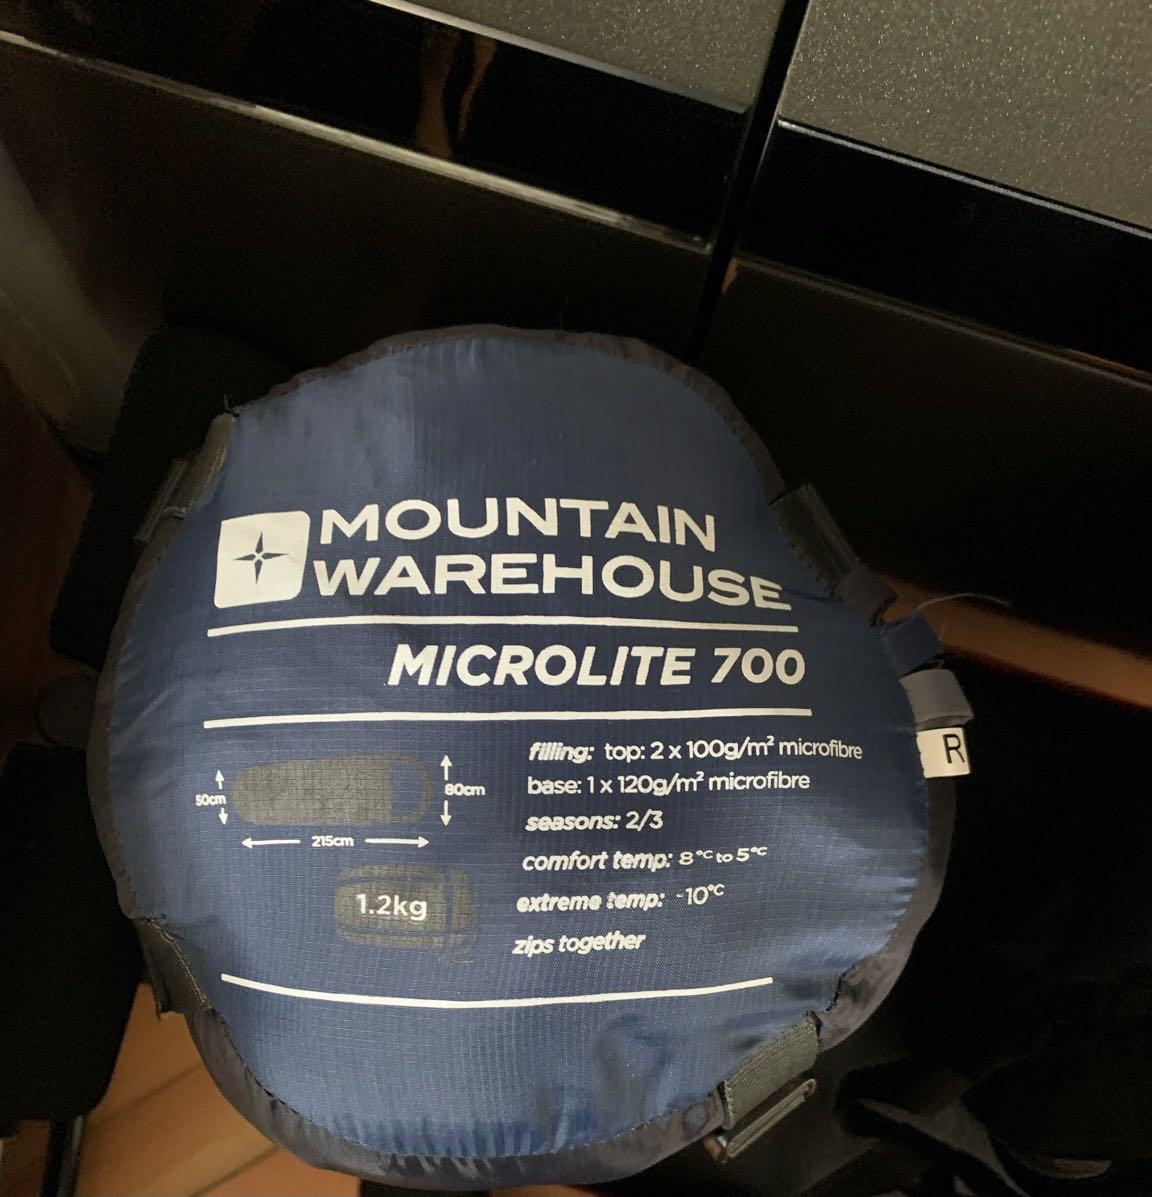 MOUNTAIN
WAREHOUSE
MICROLITE 700
filling: top: 2 x 100g/m² microfibre
base: 1 x 120g/m² microfibre
seasons: 2/3
comfort temp: 8°C to 5°C
extreme temp: -10°C
zips together
50cm
80cm
215cm
1.2kg
R